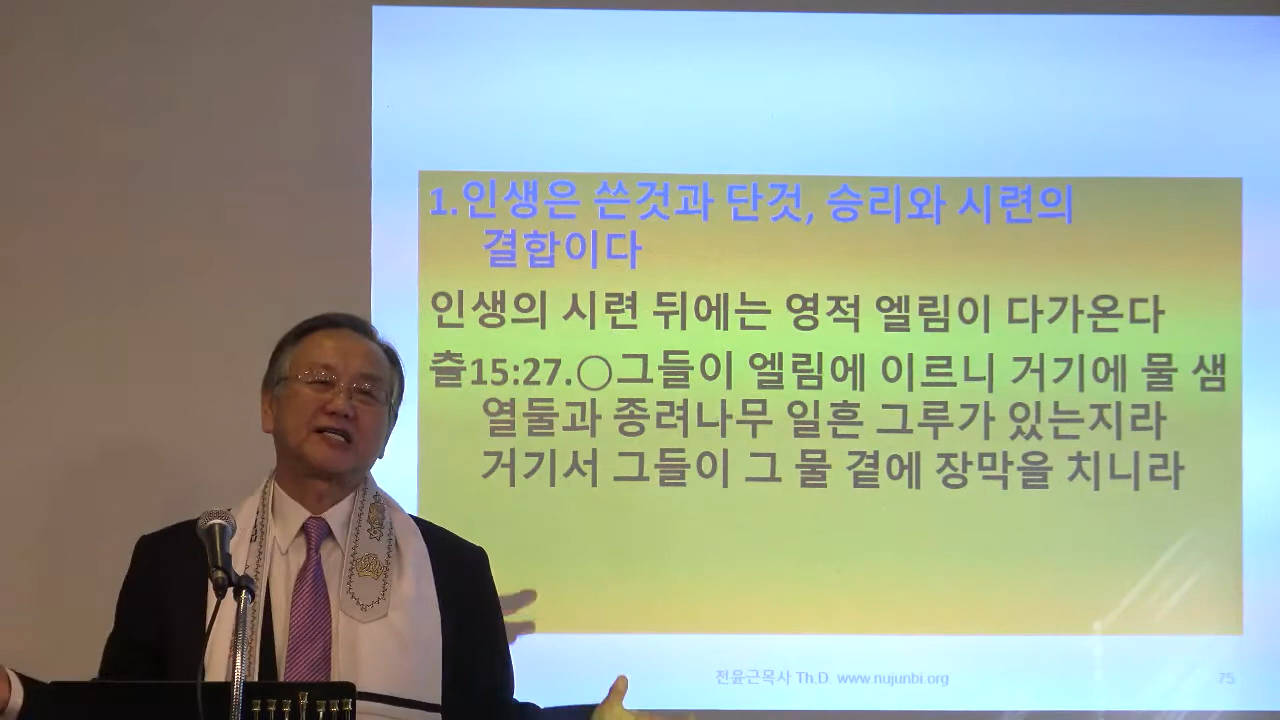 1.인생은 쓴것과 단것, 승리와 시련의
결합이다
인생의 시련 뒤에는 영적 엘림이 다가온다
출15:27.○그들이 엘림에 이르니 거기에 물 샘
열둘과 종려나무 일흔 그루가 있는지라
거기서 그들이 그 물 곁에 장막을 치니라
전윤근목사 Th.D www.nujunbi.org 75